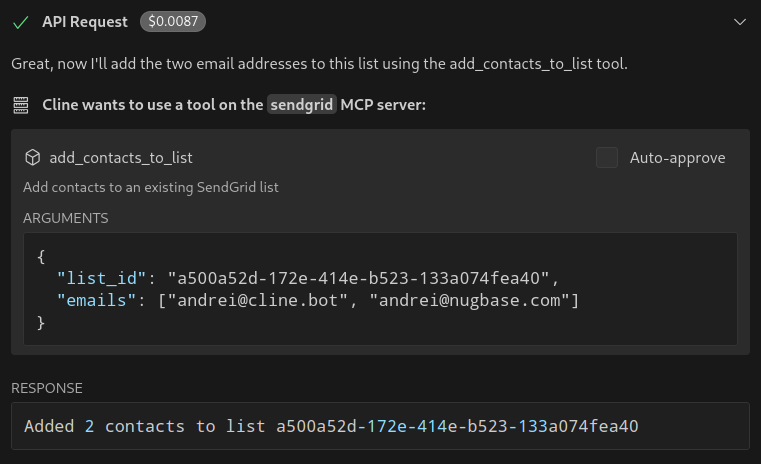 API Request $0.0087
Great, now I'll add the two email addresses to this list using the add_contacts_to_list tool.
Cline wants to use a tool on the sendgrid MCP server:
add_contacts_to_list Auto-approve
Add contacts to an existing SendGrid list
ARGUMENTS
{
  "list_id": "a500a52d-172e-414e-b523-133a074fea40",
  "emails": ["andrei@cline.bot", "andrei@nugbase.com"]
}
RESPONSE
Added 2 contacts to list a500a52d-172e-414e-b523-133a074fea40